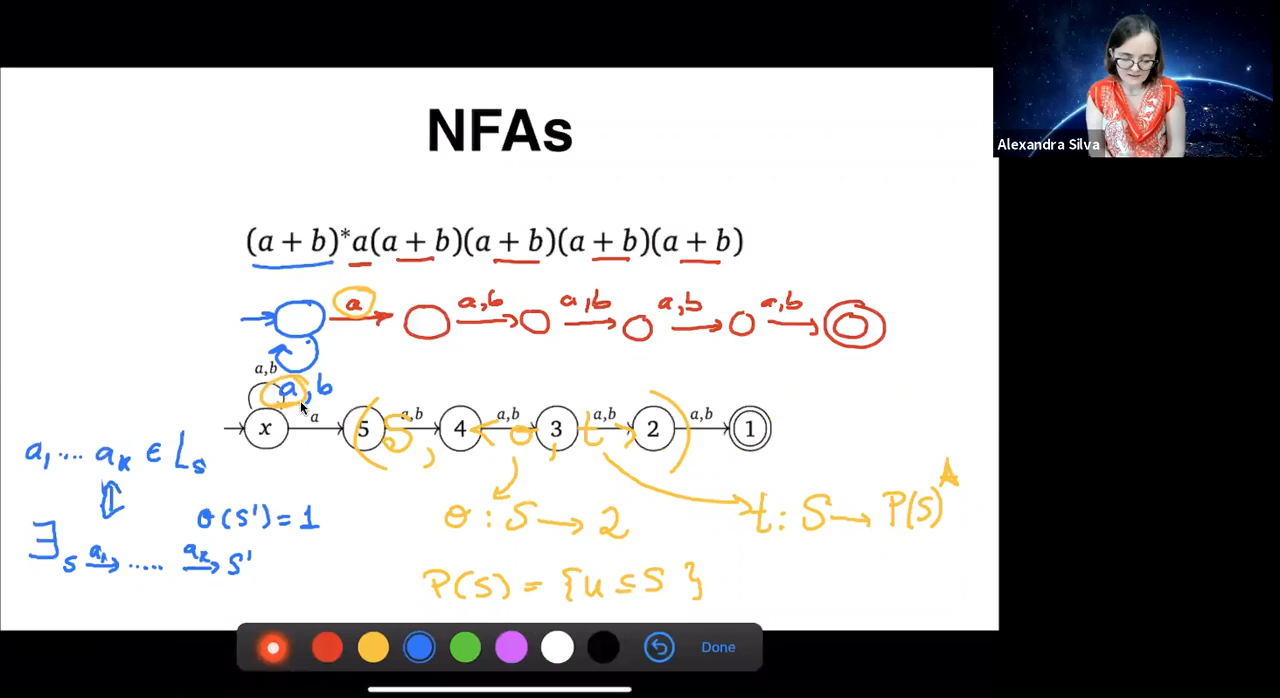 NFAs
Alexandra Silva
(a + b)*a(a + b)(a + b)(a + b)(a + b)
a a,b a,b a,b a,b
a,b
a,b
x a 5 a,b 4 a,b 3 a,b 2 a,b 1
(S, o, t)
a₁ .... aₖ ∈ Lₛ
⇕
∃ s a₁→ ..... aₖ→ s'
o(s') = 1
o : S → 2
t : S → P(S)ᴬ
P(S) = {u ⊆ S}
Done